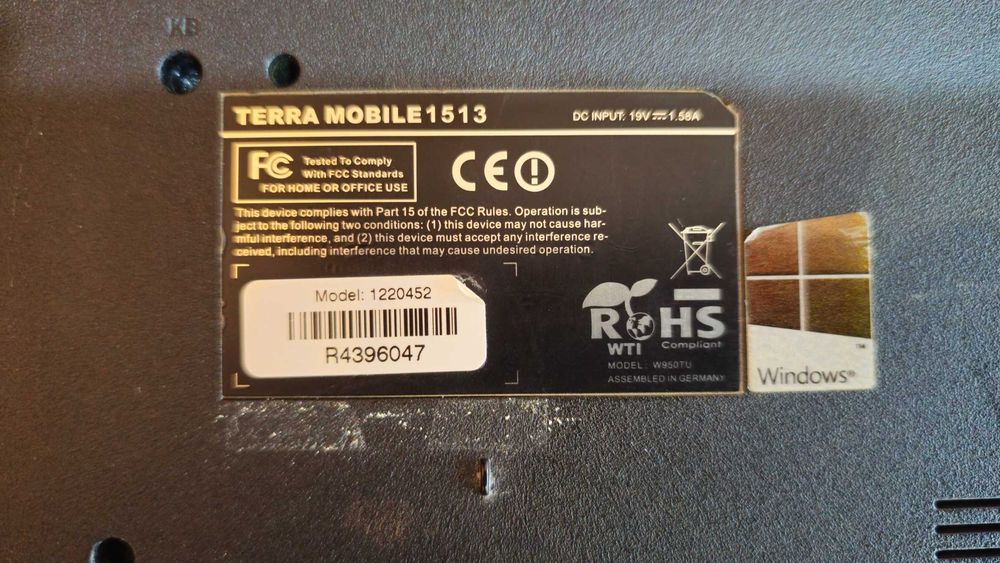 KB
TERRA MOBILE 1513
DC INPUT: 19V⎓1.58A
FC
Tested To Comply
With FCC Standards
FOR HOME OR OFFICE USE
CE
This device complies with Part 15 of the FCC Rules. Operation is sub-
ject to the following two conditions: (1) this device may not cause har-
mful interference, and (2) this device must accept any interference re-
ceived, including interference that may cause undesired operation.
Model: 1220452
R4396047
RoHS
WTI Compliant
MODEL: W950TU
ASSEMBLED IN GERMANY
TM
Windows®